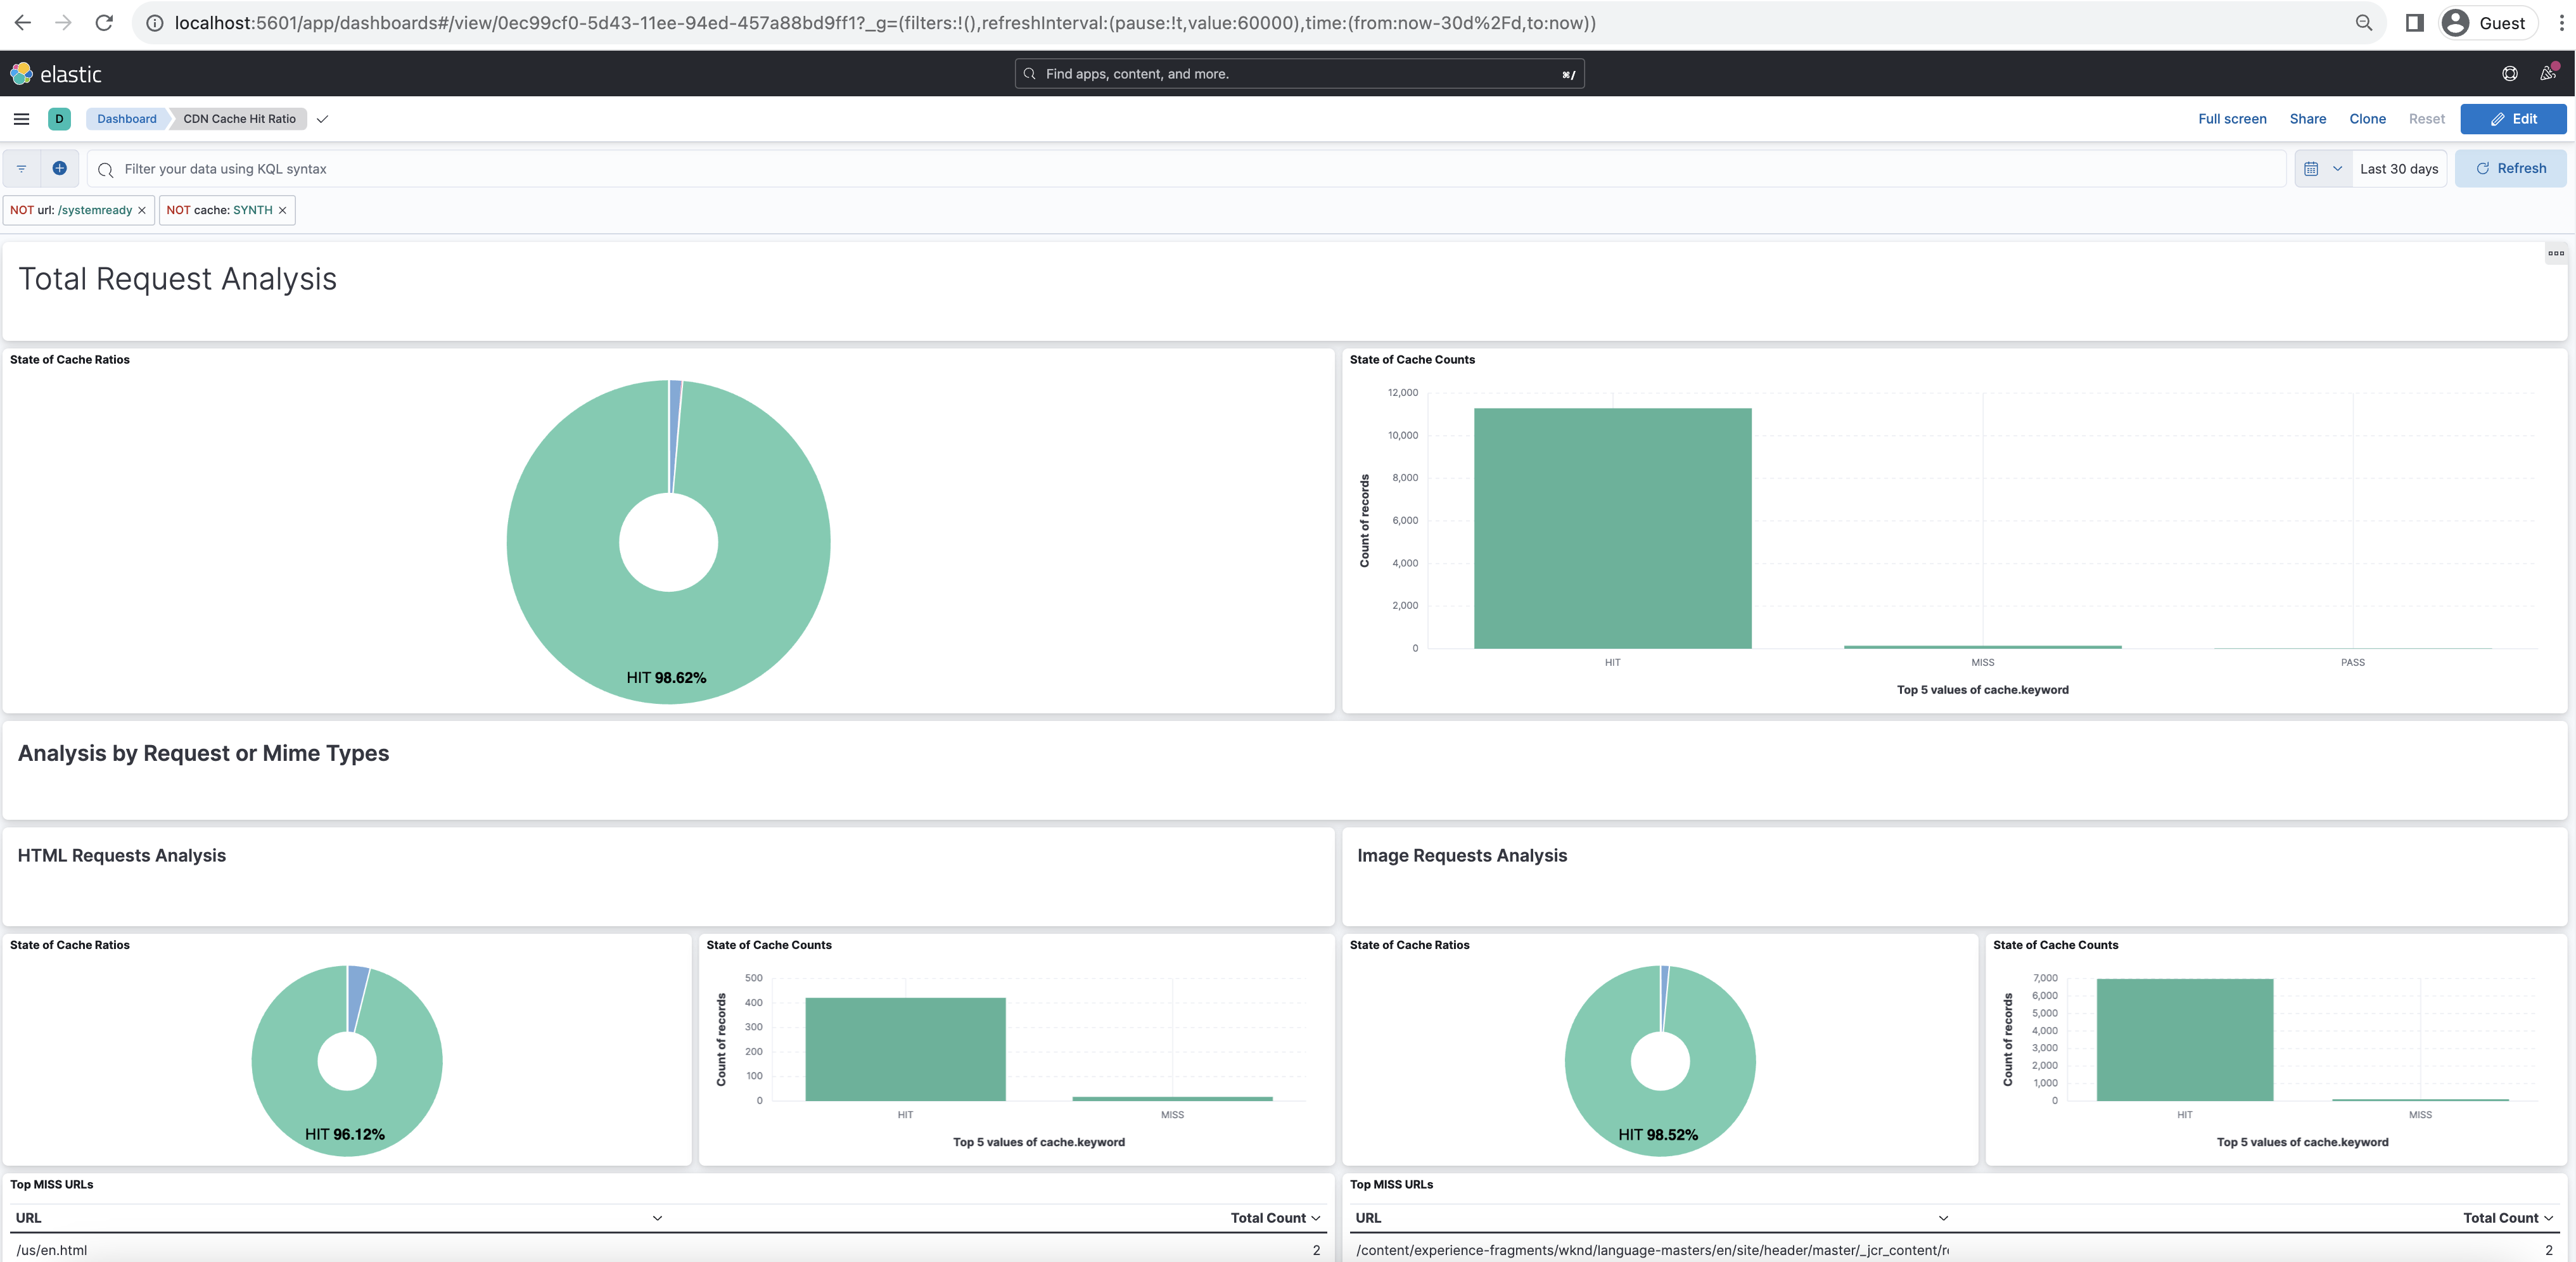 localhost:5601/app/dashboards#/view/0ec99cf0-5d43-11ee-94ed-457a88bd9ff1?_g=(filters:!(),refreshInterval:(pause:!t,value:60000),time:(from:now-30d%2Fd,to:now))
Guest
elastic
Find apps, content, and more.
⌘/
D
Dashboard
CDN Cache Hit Ratio
Full screen
Share
Clone
Reset
Edit
Filter your data using KQL syntax
Last 30 days
Refresh
NOT url: /systemready ×
NOT cache: SYNTH ×
Total Request Analysis
State of Cache Ratios
HIT 98.62%
State of Cache Counts
12,000
10,000
8,000
6,000
4,000
2,000
0
Count of records
HIT
MISS
PASS
Top 5 values of cache.keyword
Analysis by Request or Mime Types
HTML Requests Analysis
Image Requests Analysis
State of Cache Ratios
HIT 96.12%
State of Cache Counts
500
400
300
200
100
0
Count of records
HIT
MISS
Top 5 values of cache.keyword
State of Cache Ratios
HIT 98.52%
State of Cache Counts
7,000
6,000
5,000
4,000
3,000
2,000
1,000
0
Count of records
HIT
MISS
Top 5 values of cache.keyword
Top MISS URLs
URL
Total Count
/us/en.html
2
Top MISS URLs
URL
Total Count
/content/experience-fragments/wknd/language-masters/en/site/header/master/_jcr_content/r
2